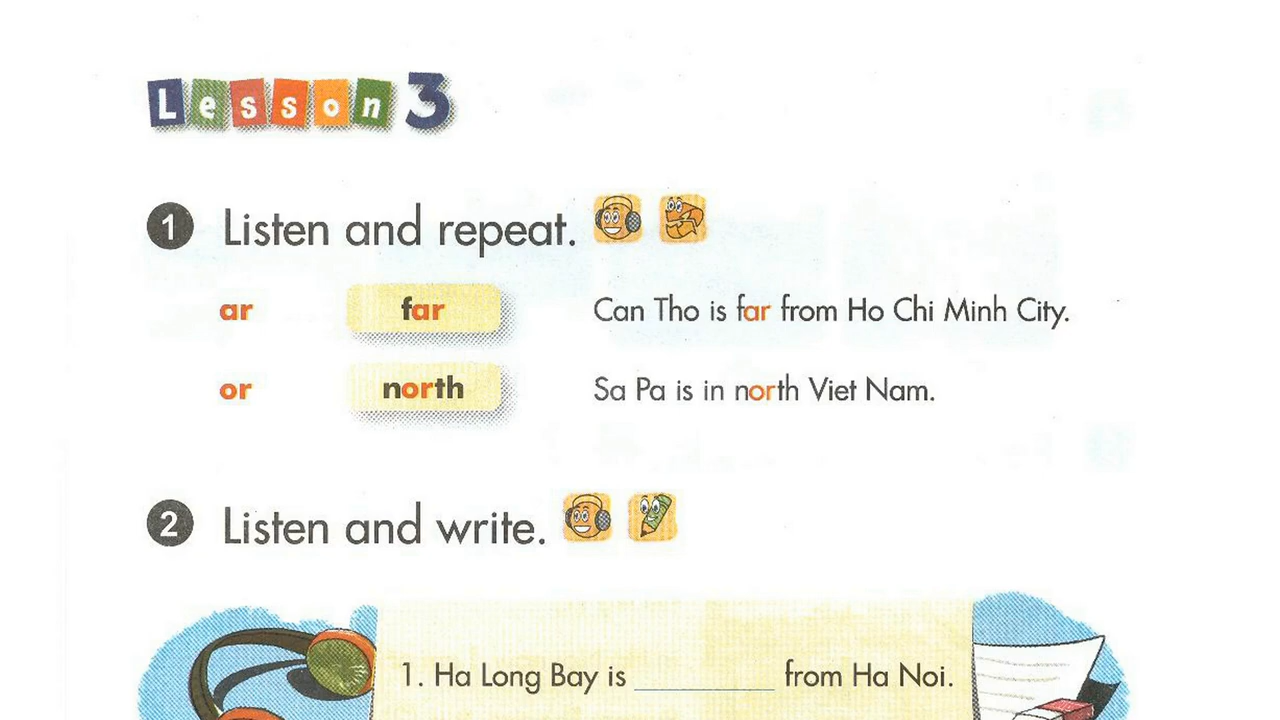 Lesson 3
1 Listen and repeat.
ar far Can Tho is far from Ho Chi Minh City.
or north Sa Pa is in north Viet Nam.
2 Listen and write.
1. Ha Long Bay is __________ from Ha Noi.